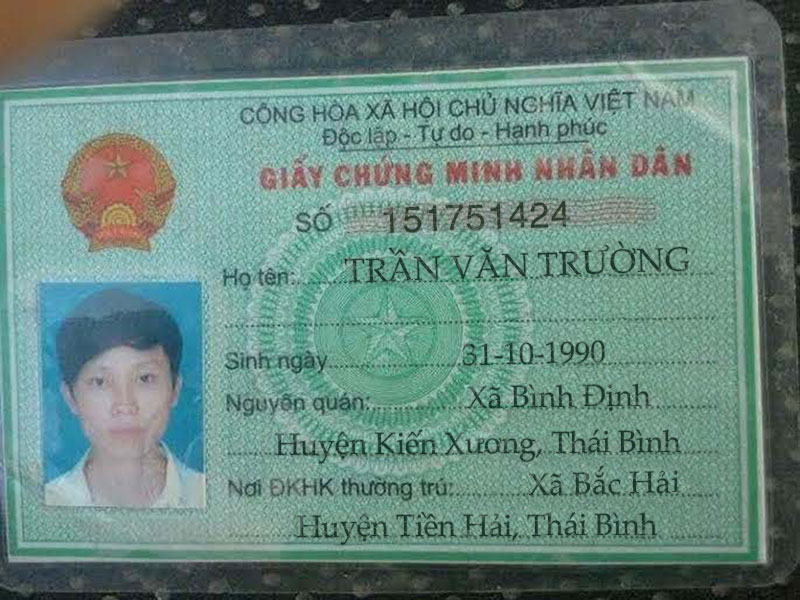 CỘNG HÒA XÃ HỘI CHỦ NGHĨA VIỆT NAM
Độc lập - Tự do - Hạnh phúc
GIẤY CHỨNG MINH NHÂN DÂN
SỐ 151751424
Họ tên: TRẦN VĂN TRƯỜNG
Sinh ngày 31-10-1990
Nguyên quán: Xã Bình Định
Huyện Kiến Xương, Thái Bình
Nơi ĐKHK thường trú: Xã Bắc Hải
Huyện Tiền Hải, Thái Bình